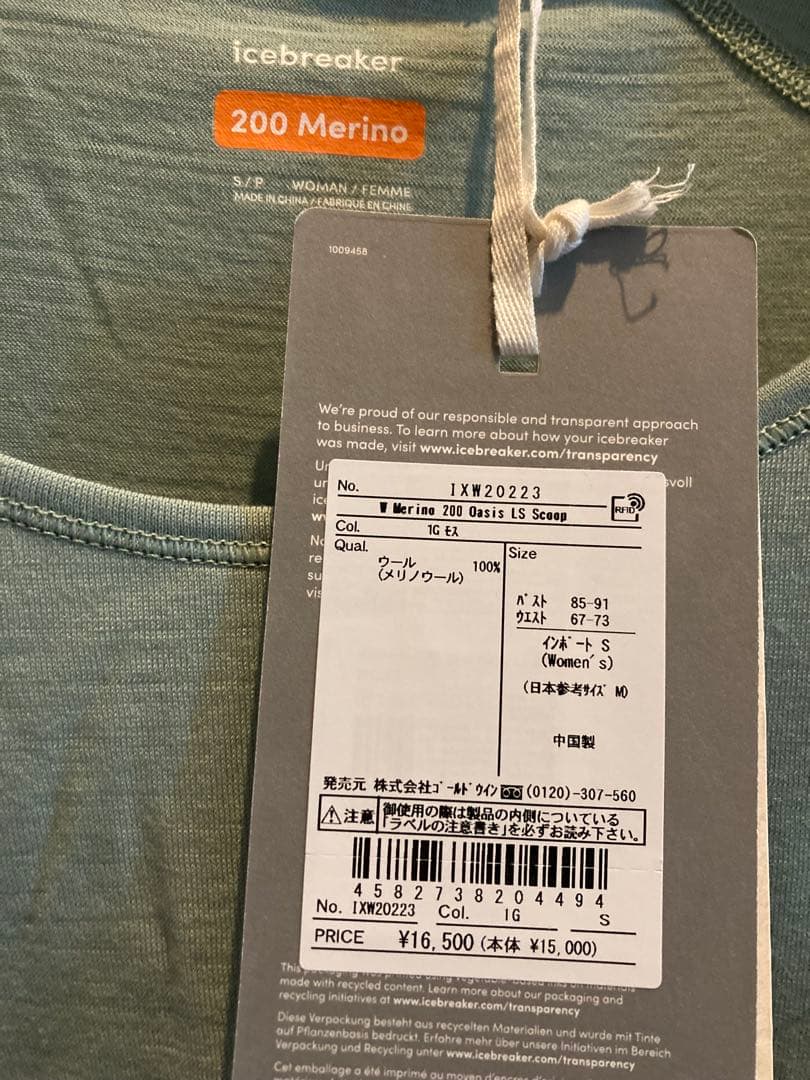 icebreaker
200 Merino
S / P WOMAN / FEMME
MADE IN CHINA / FABRIQUÉ EN CHINE
1009458
We're proud of our responsible and transparent approach
to business. To learn more about how your icebreaker
was made, visit www.icebreaker.com/transparency
No. IXW20223
RFID
W Merino 200 Oasis LS Scoop
Col. 1G モス
Qual.
ウール 100%
(メリノウール)
Size
バスト 85-91
ウエスト 67-73
インポート S
(Women's)
(日本参考サイズ M)
中国製
発売元 株式会社ゴールドウイン (0120)-307-560
注意 御使用の際は製品の内側についている
「ラベルの注意書き」を必ずお読み下さい。
4582738204494
No. IXW20223 Col. 1G S
PRICE ¥16,500 (本体 ¥15,000)
made with recycled content. Learn more about our packaging and
recycling initiatives at www.icebreaker.com/transparency
Diese Verpackung besteht aus recycelten Materialien und wurde mit Tinte
auf Pflanzenbasis bedruckt. Erfahre mehr über unsere Initiativen im Bereich
Verpackung und Recycling unter www.icebreaker.com/transparency
Cet emballage a été imprimé au moyen d'encres